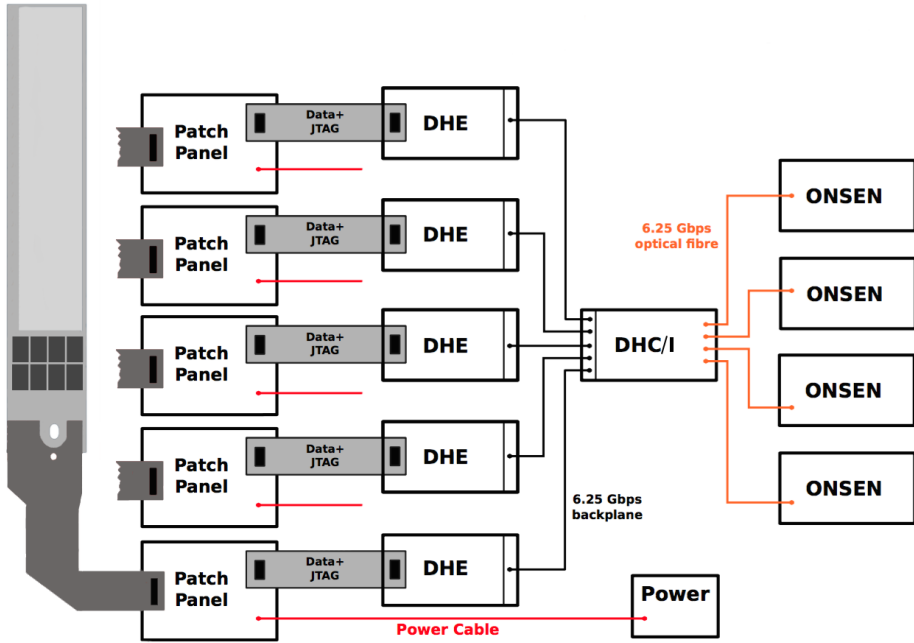 Patch
Panel
Data+
JTAG
DHE
Patch
Panel
Data+
JTAG
DHE
Patch
Panel
Data+
JTAG
DHE
Patch
Panel
Data+
JTAG
DHE
Patch
Panel
Data+
JTAG
DHE
6.25 Gbps
backplane
Power Cable
Power
DHC/I
6.25 Gbps
optical fibre
ONSEN
ONSEN
ONSEN
ONSEN